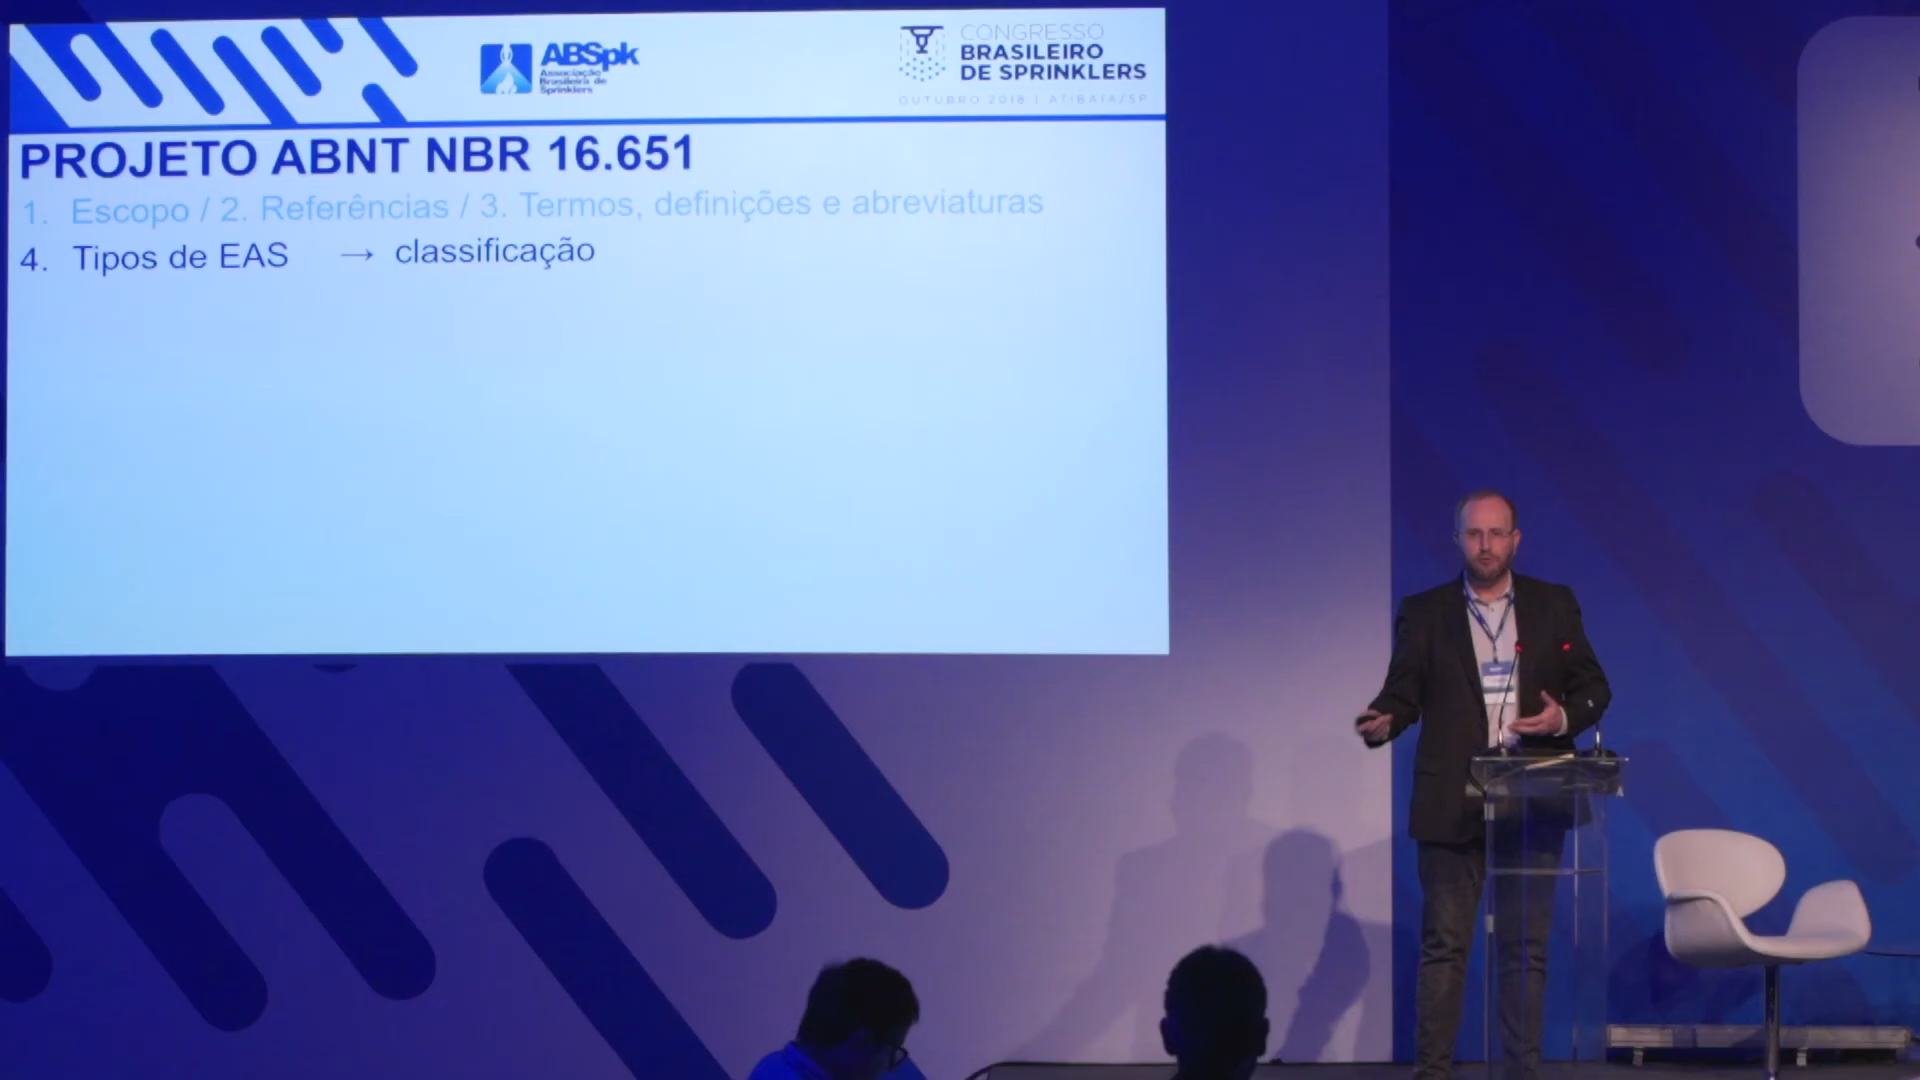 ABSpk
Associação
Brasileira de
Sprinklers
CONGRESSO
BRASILEIRO
DE SPRINKLERS
OUTUBRO 2018 | ATIBAIA/SP
PROJETO ABNT NBR 16.651
1. Escopo / 2. Referências / 3. Termos, definições e abreviaturas
4. Tipos de EAS → classificação